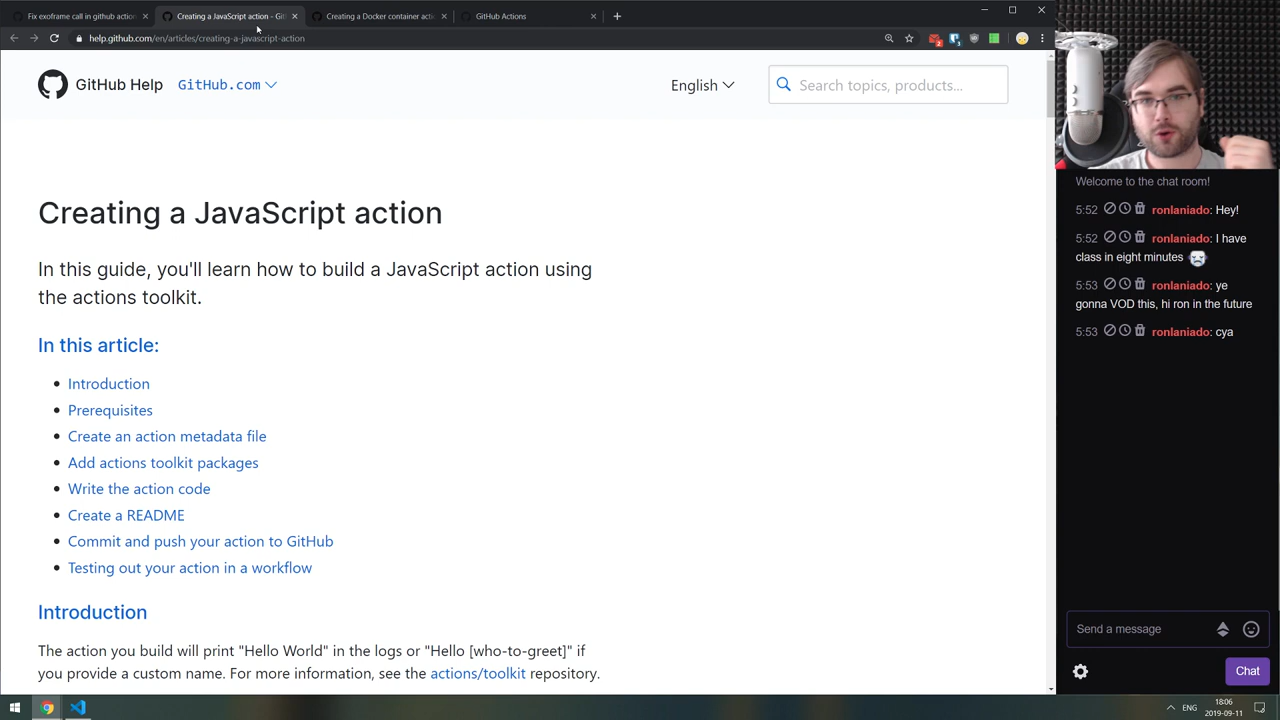 Fix exoframe call in github action
Creating a JavaScript action - Git
Creating a Docker container acti
GitHub Actions
help.github.com/en/articles/creating-a-javascript-action
GitHub Help
GitHub.com
English
Search topics, products...
Creating a JavaScript action
In this guide, you'll learn how to build a JavaScript action using
the actions toolkit.
In this article:
Introduction
Prerequisites
Create an action metadata file
Add actions toolkit packages
Write the action code
Create a README
Commit and push your action to GitHub
Testing out your action in a workflow
Introduction
The action you build will print "Hello World" in the logs or "Hello [who-to-greet]" if
you provide a custom name. For more information, see the actions/toolkit repository.
Welcome to the chat room!
5:52 ronlaniado: Hey!
5:52 ronlaniado: I have
class in eight minutes
5:53 ronlaniado: ye
gonna VOD this, hi ron in the future
5:53 ronlaniado: cya
Send a message
Chat
ENG
18:06
2019-09-11